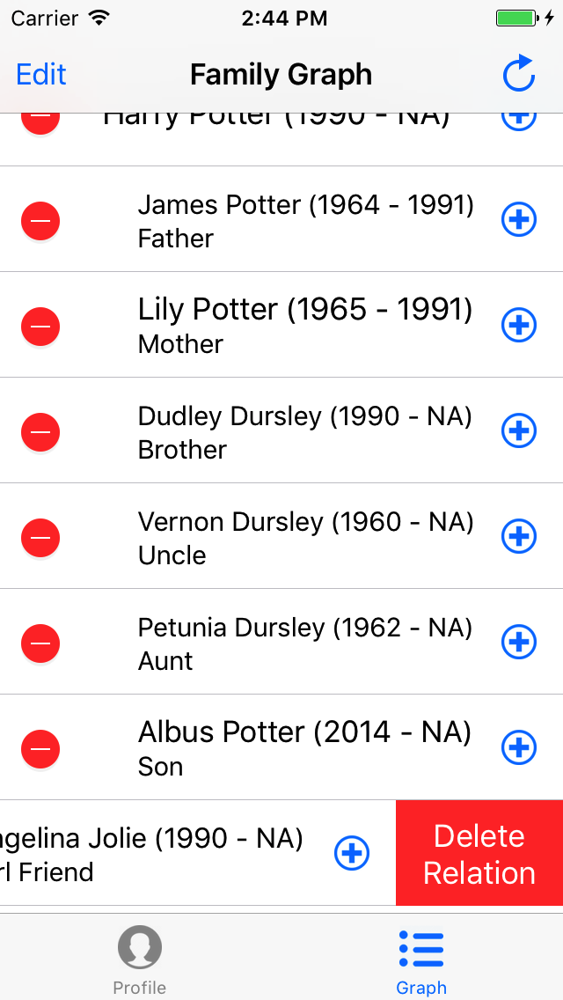 Carrier 2:44 PM
Edit Family Graph
Harry Potter (1990 - NA)
James Potter (1964 - 1991)
Father
Lily Potter (1965 - 1991)
Mother
Dudley Dursley (1990 - NA)
Brother
Vernon Dursley (1960 - NA)
Uncle
Petunia Dursley (1962 - NA)
Aunt
Albus Potter (2014 - NA)
Son
ngelina Jolie (1990 - NA)
rl Friend
Delete
Relation
Profile Graph